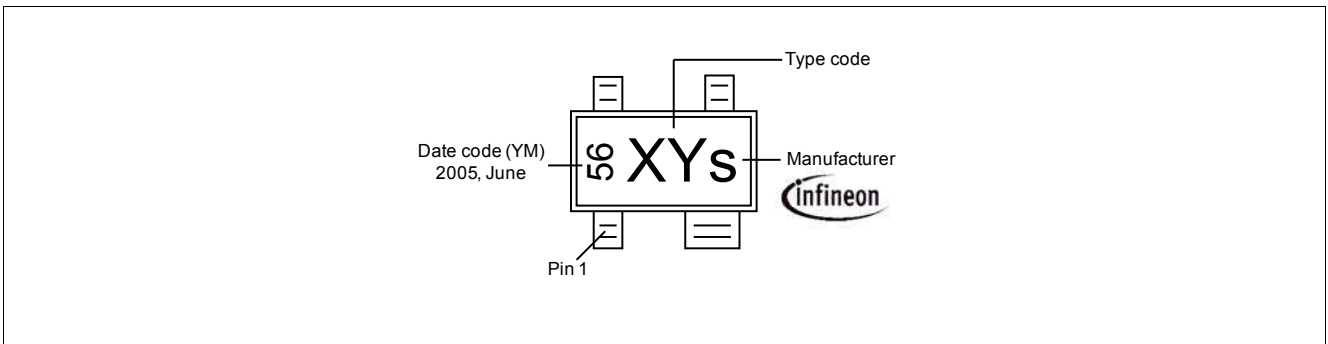 Type code
Date code (YM)
2005, June
56
XYs
Manufacturer
infineon
Pin 1